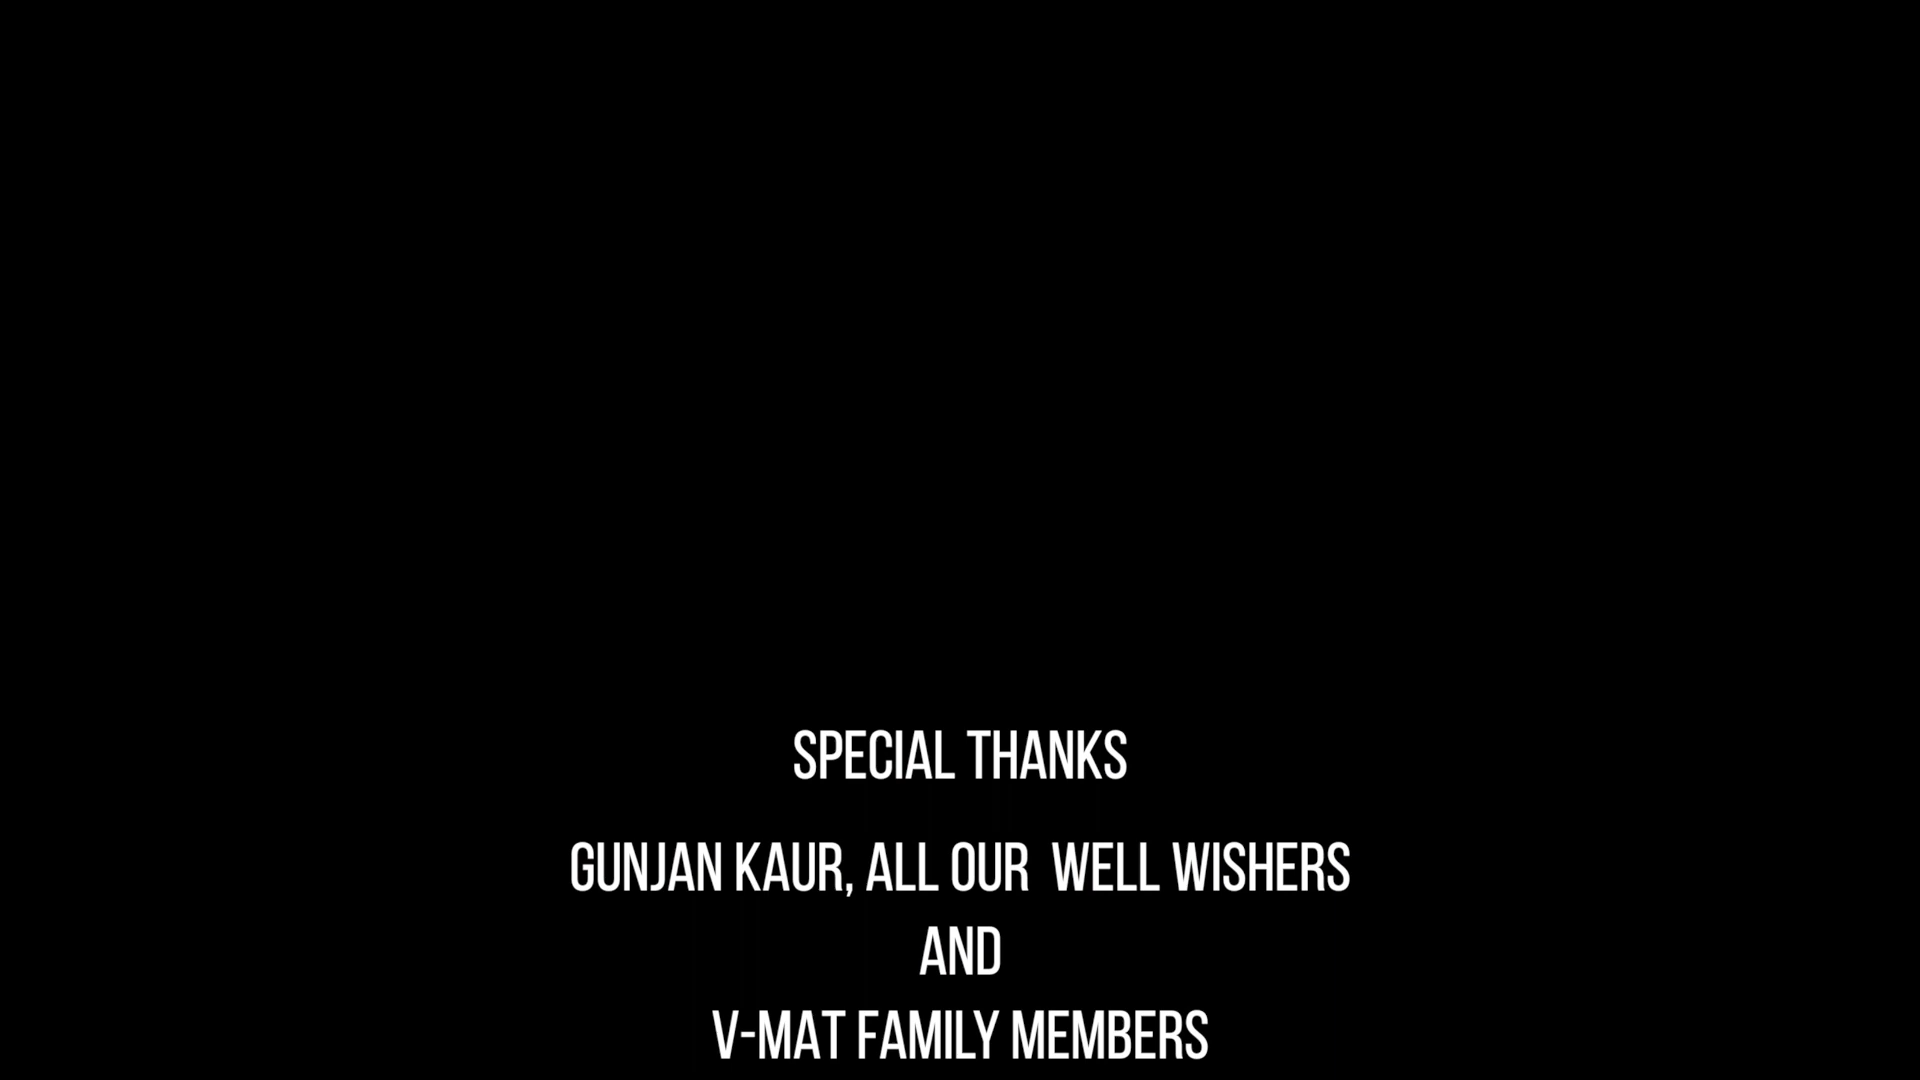 SPECIAL THANKS
GUNJAN KAUR, ALL OUR  WELL WISHERS
AND
V-MAT FAMILY MEMBERS